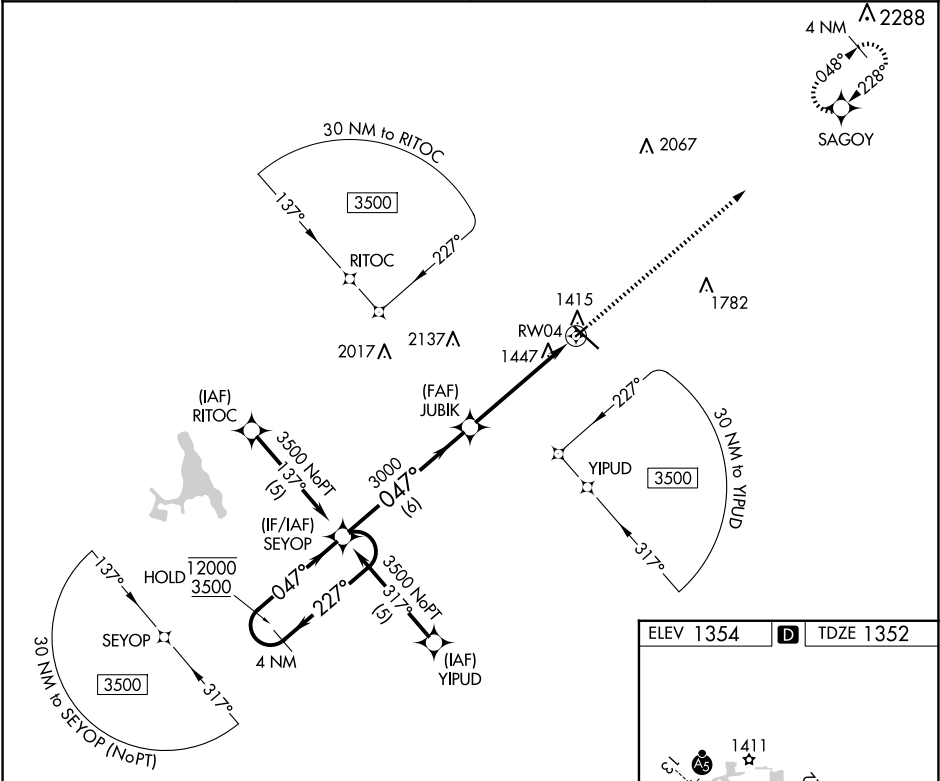 2288
4 NM
048°
228°
SAGOY
30 NM to RITOC
2067
137°
3500
227°
RITOC
1782
1415
RW04
2137
2017
1447
(IAF)
RITOC
(FAF)
JUBIK
227°
30 NM to YIPUD
YIPUD
3500
317°
3500 NoPT
137°
(5)
3000
047°
(6)
(IF/IAF)
SEYOP
HOLD 12000
3500
047°
227°
4 NM
3500 NoPT
317°
(5)
(IAF)
YIPUD
137°
SEYOP
3500
317°
30 NM to SEYOP (NoPT)
ELEV 1354
D
TDZE 1352
1411
A5
13